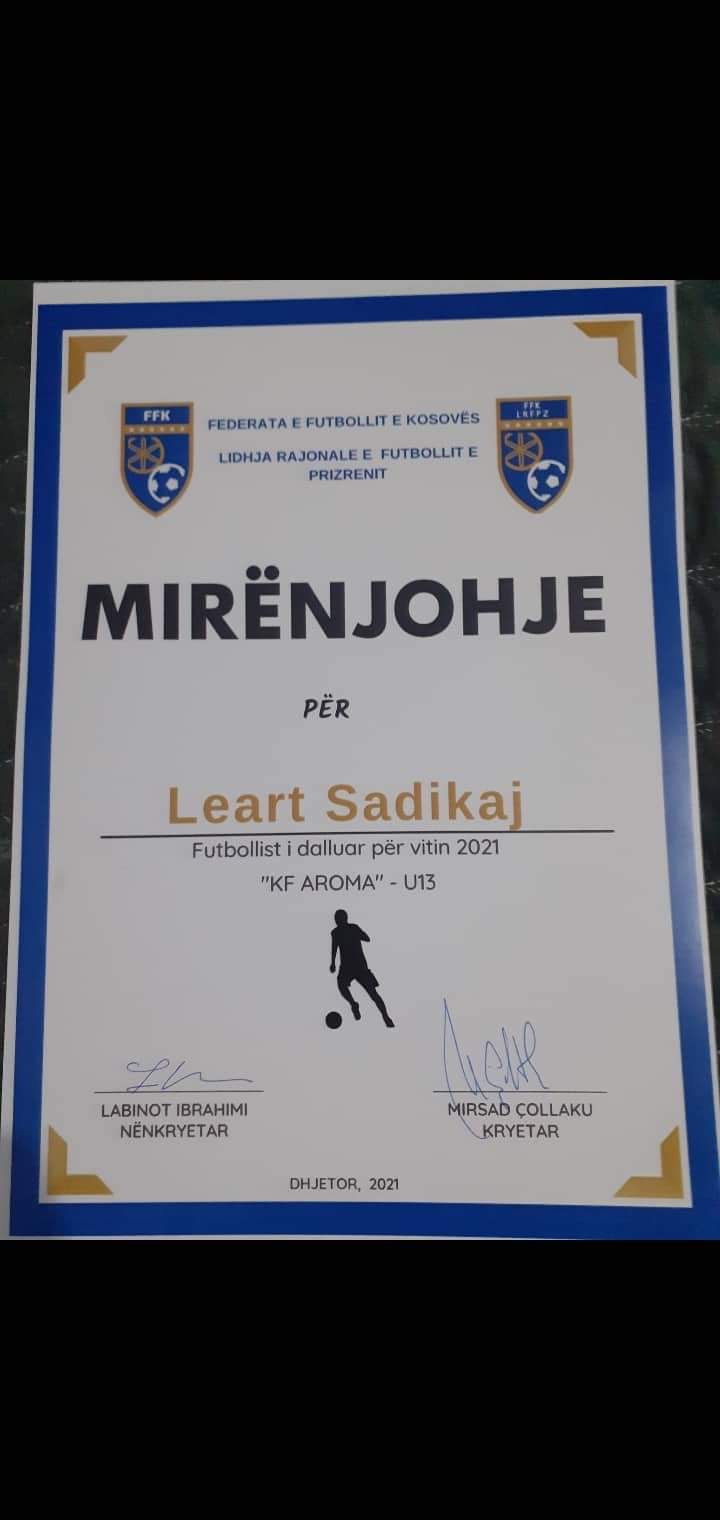 FFK
FEDERATA E FUTBOLLIT E KOSOVËS
LIDHJA RAJONALE E FUTBOLLIT E
PRIZRENIT
FFK
LRFPZ
MIRËNJOHJE
PËR
Leart Sadikaj
Futbollist i dalluar për vitin 2021
"KF AROMA" - U13
LABINOT IBRAHIMI
NËNKRYETAR
MIRSAD ÇOLLAKU
KRYETAR
DHJETOR, 2021